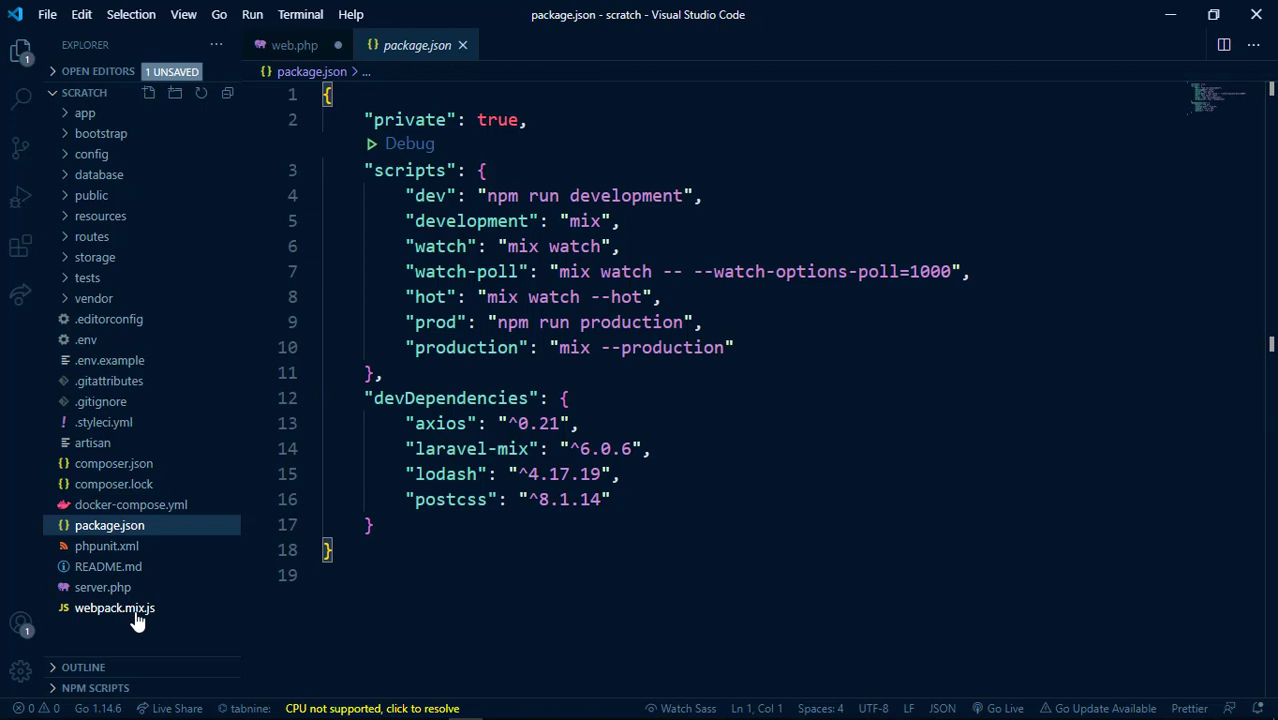 File Edit Selection View Go Run Terminal Help package.json - scratch - Visual Studio Code
EXPLORER
web.php
{} package.json
OPEN EDITORS 1 UNSAVED
{} package.json > ...
SCRATCH
app
bootstrap
config
database
public
resources
routes
storage
tests
vendor
.editorconfig
.env
.env.example
.gitattributes
.gitignore
! .styleci.yml
artisan
{} composer.json
{} composer.lock
docker-compose.yml
{} package.json
phpunit.xml
README.md
server.php
JS webpack.mix.js
OUTLINE
NPM SCRIPTS
1
1
1 {
2 "private": true,
Debug
3 "scripts": {
4 "dev": "npm run development",
5 "development": "mix",
6 "watch": "mix watch",
7 "watch-poll": "mix watch -- --watch-options-poll=1000",
8 "hot": "mix watch --hot",
9 "prod": "npm run production",
10 "production": "mix --production"
11 },
12 "devDependencies": {
13 "axios": "^0.21",
14 "laravel-mix": "^6.0.6",
15 "lodash": "^4.17.19",
16 "postcss": "^8.1.14"
17 }
18 }
19
0 0 Go 1.14.6 Live Share tabnine: CPU not supported, click to resolve Watch Sass Ln 1, Col 1 Spaces: 4 UTF-8 LF JSON Go Live Go Update Available Prettier